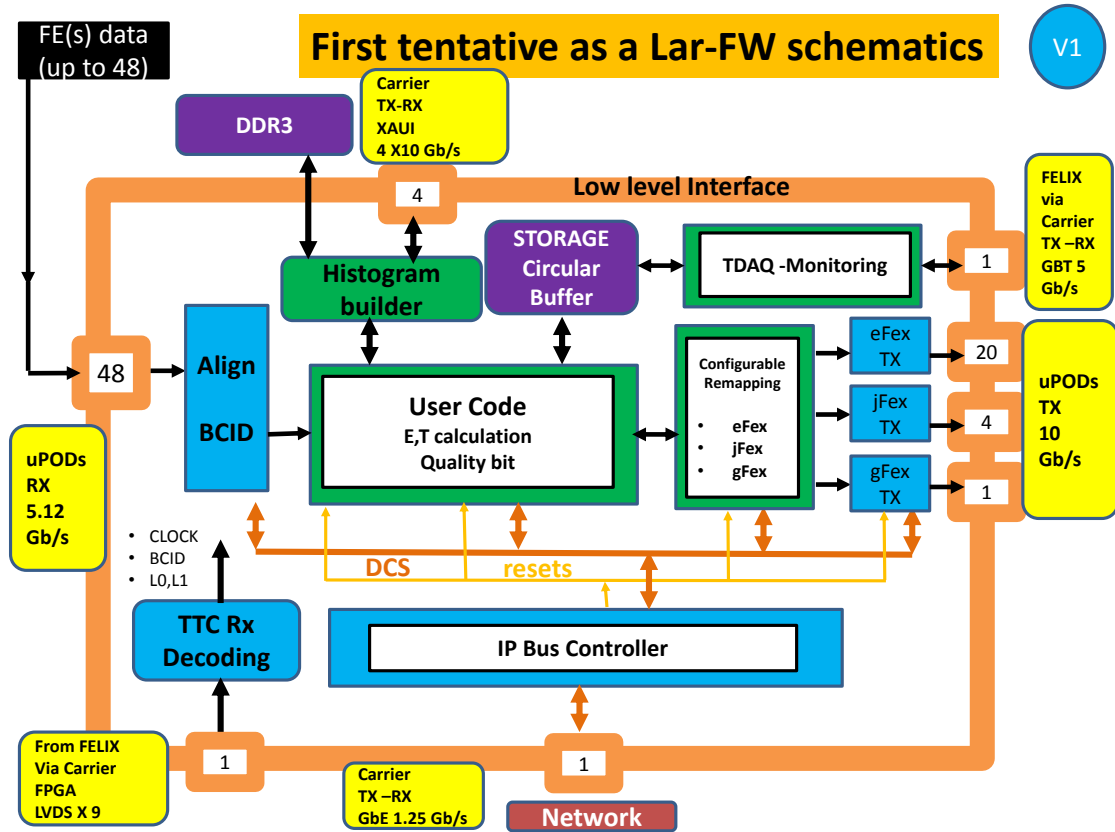 FE(s) data
(up to 48)
First tentative as a Lar-FW schematics
V1
DDR3
Carrier
TX-RX
XAUI
4 X10 Gb/s
4
Low level Interface
FELIX
via
Carrier
TX –RX
GBT 5
Gb/s
Histogram
builder
STORAGE
Circular
Buffer
TDAQ -Monitoring
1
48
Align
BCID
User Code
E,T calculation
Quality bit
Configurable
Remapping
• eFex
• jFex
• gFex
eFex
TX
20
jFex
TX
4
gFex
TX
1
uPODs
TX
10
Gb/s
uPODs
RX
5.12
Gb/s
• CLOCK
• BCID
• L0,L1
DCS
resets
TTC Rx
Decoding
IP Bus Controller
From FELIX
Via Carrier
FPGA
LVDS X 9
1
Carrier
TX –RX
GbE 1.25 Gb/s
1
Network